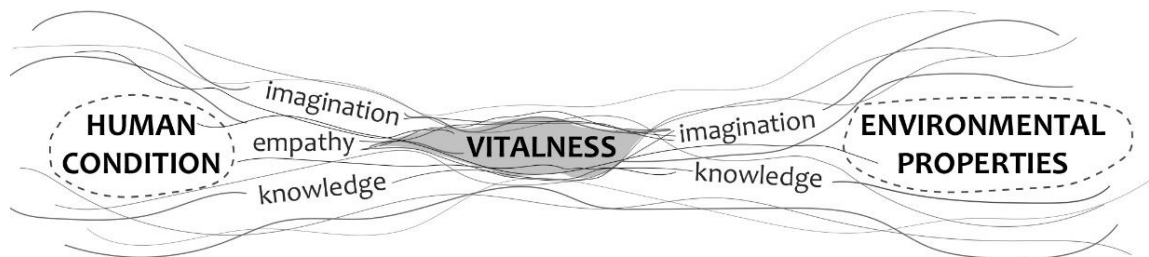 HUMAN
CONDITION
imagination
empathy
knowledge
VITALNESS
imagination
knowledge
ENVIRONMENTAL
PROPERTIES